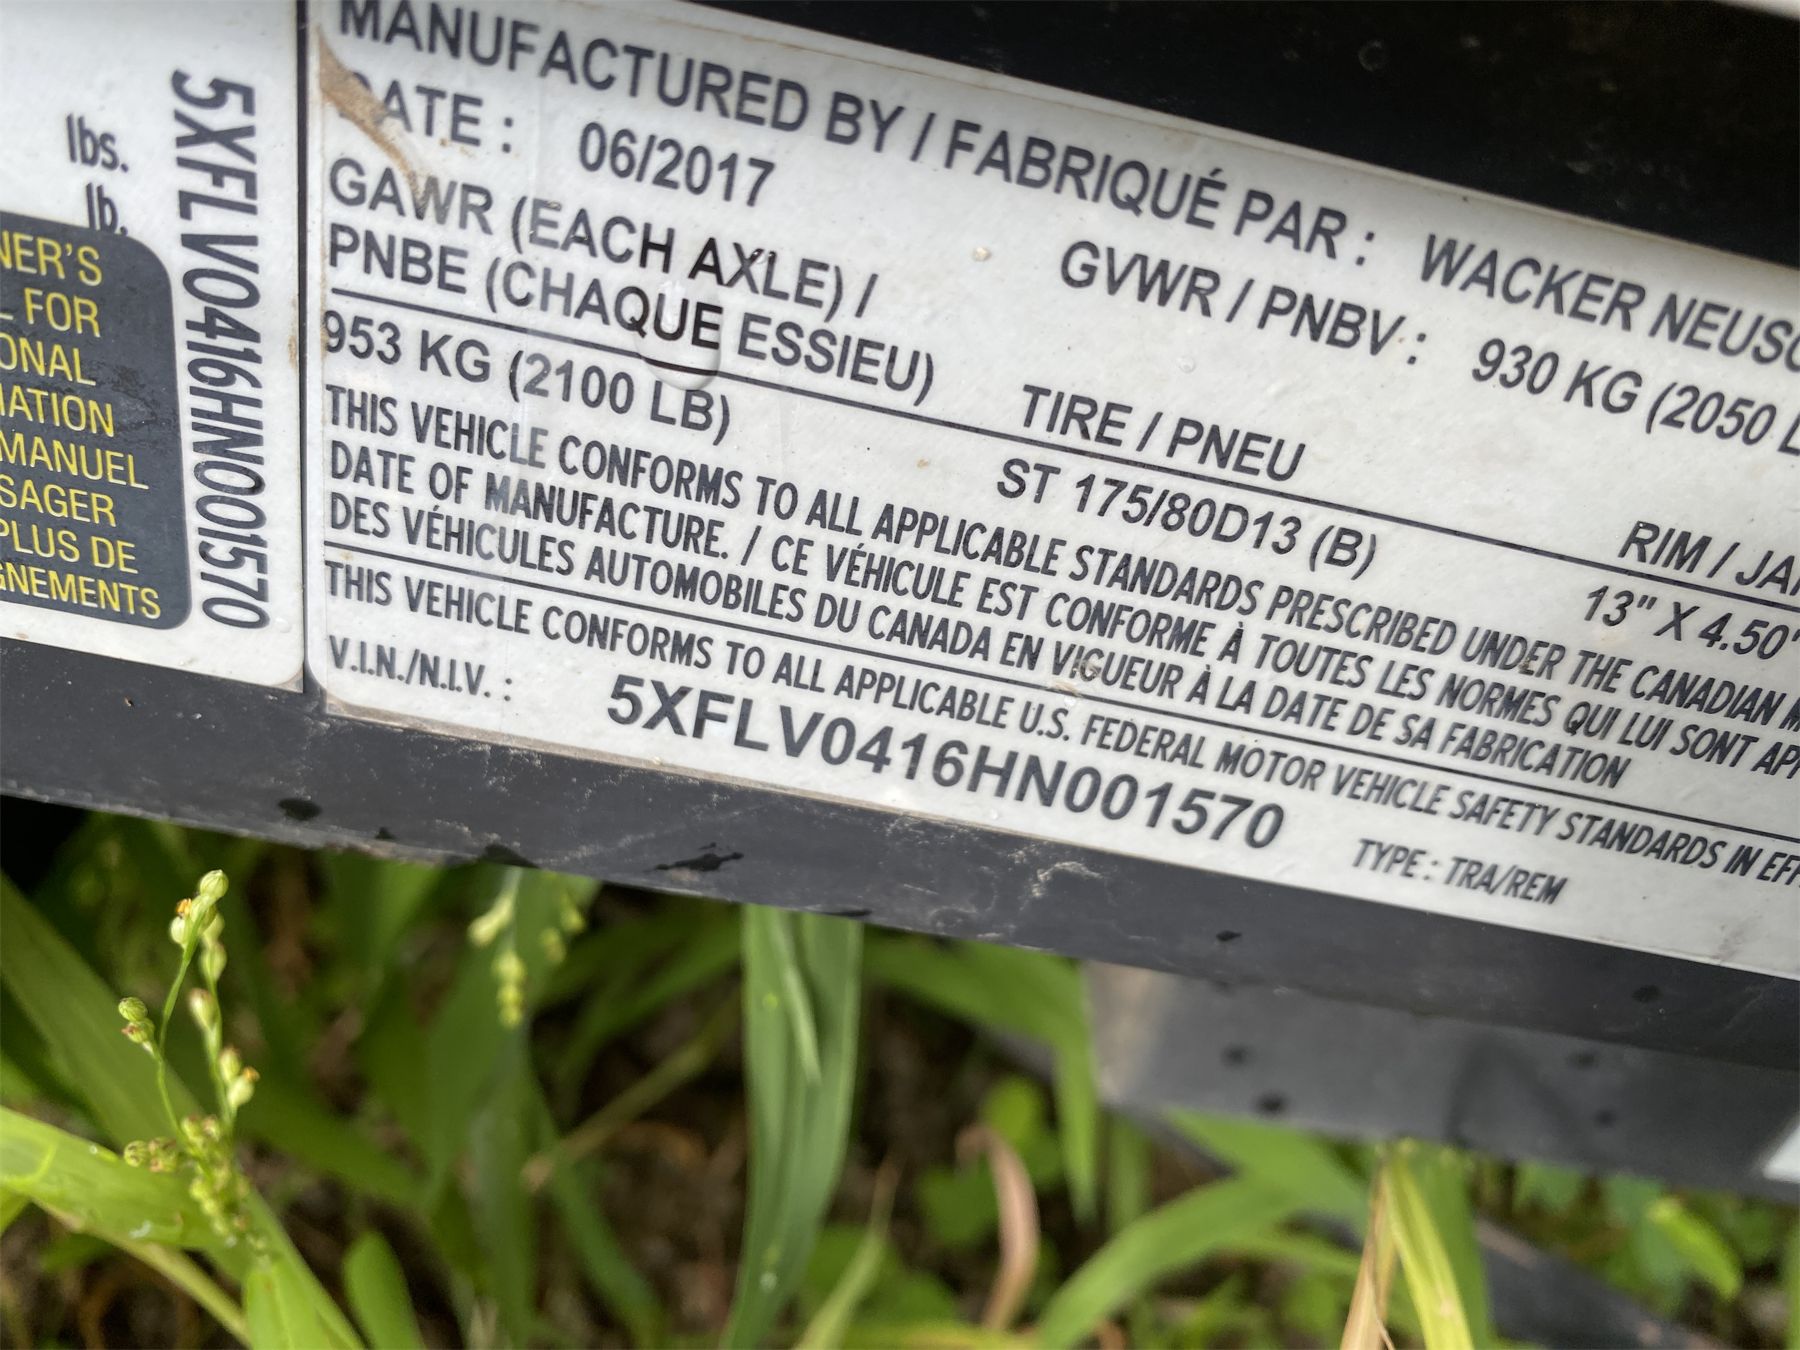 lbs.
lb.
NER'S
L FOR
ONAL
MATION
MANUEL
SAGER
PLUS DE
GNEMENTS
5XFLV0416HN001570
MANUFACTURED BY / FABRIQUÉ PAR : WACKER NEUSO
DATE : 06/2017
GVWR / PNBV : 930 KG (2050 L
GAWR (EACH AXLE) /
PNBE (CHAQUE ESSIEU)
TIRE / PNEU
RIM / JA
953 KG (2100 LB)
ST 175/80D13 (B)
13" X 4.50"
THIS VEHICLE CONFORMS TO ALL APPLICABLE STANDARDS PRESCRIBED UNDER THE CANADIAN M
DATE OF MANUFACTURE. / CE VÉHICULE EST CONFORME À TOUTES LES NORMES QUI LUI SONT APP
DES VÉHICULES AUTOMOBILES DU CANADA EN VIGUEUR À LA DATE DE SA FABRICATION
THIS VEHICLE CONFORMS TO ALL APPLICABLE U.S. FEDERAL MOTOR VEHICLE SAFETY STANDARDS IN EFF
V.I.N./N.I.V. : 5XFLV0416HN001570
TYPE : TRA/REM